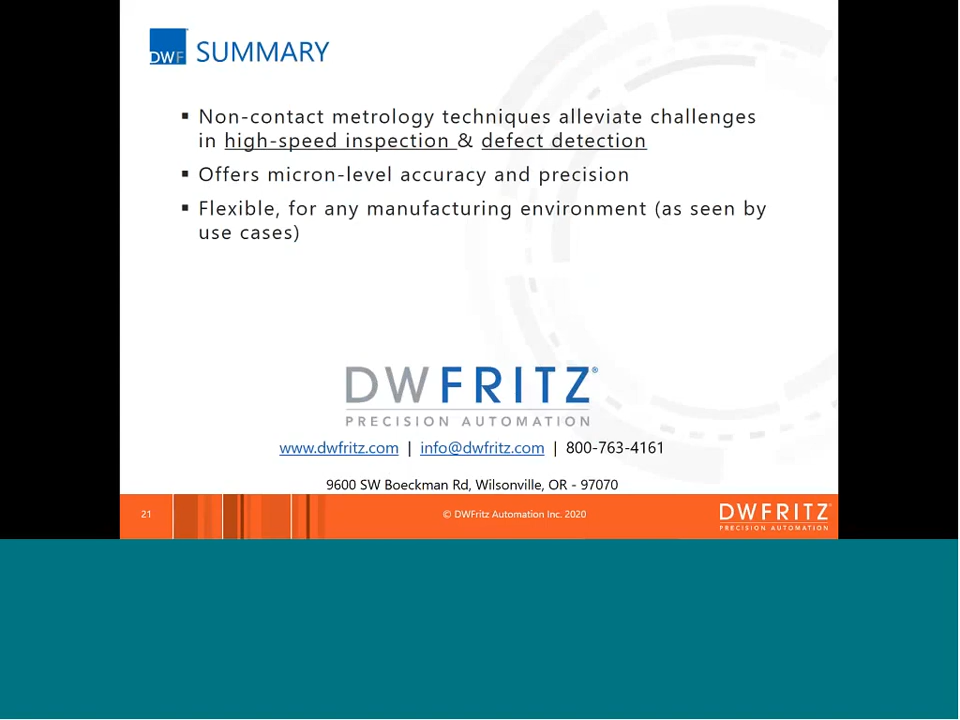 DWF SUMMARY
▪ Non-contact metrology techniques alleviate challenges
in high-speed inspection & defect detection
▪ Offers micron-level accuracy and precision
▪ Flexible, for any manufacturing environment (as seen by
use cases)
DWFRITZ®
PRECISION AUTOMATION
www.dwfritz.com | info@dwfritz.com | 800-763-4161
9600 SW Boeckman Rd, Wilsonville, OR - 97070
21
© DWFritz Automation Inc. 2020
DWFRITZ®
PRECISION AUTOMATION